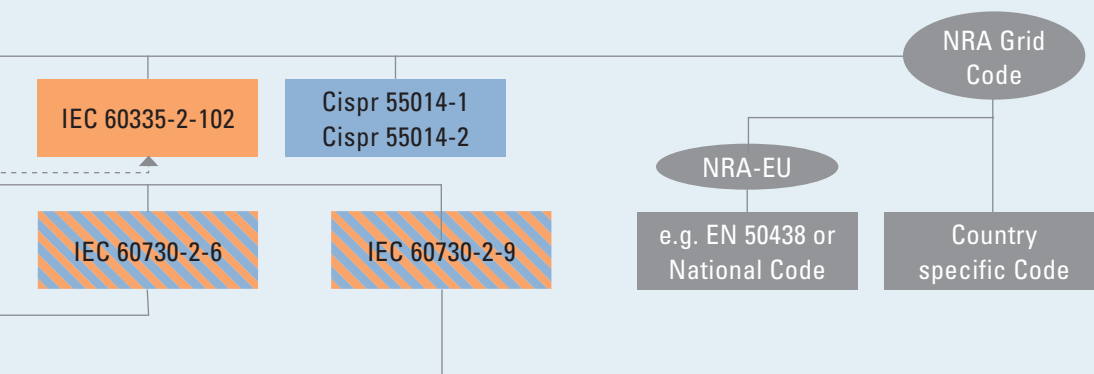 NRA Grid
Code
IEC 60335-2-102
Cispr 55014-1
Cispr 55014-2
NRA-EU
IEC 60730-2-6
IEC 60730-2-9
e.g. EN 50438 or
National Code
Country
specific Code